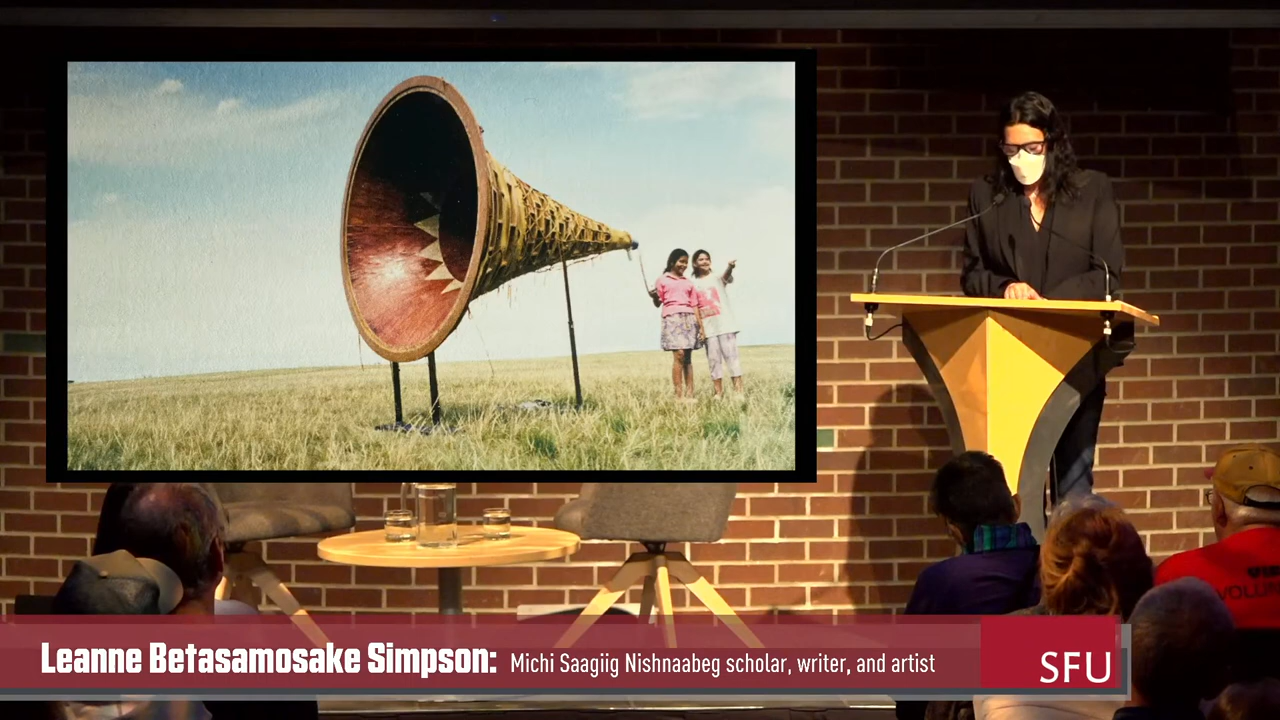 Leanne Betasamosake Simpson: Michi Saagiig Nishnaabeg scholar, writer, and artist
SFU